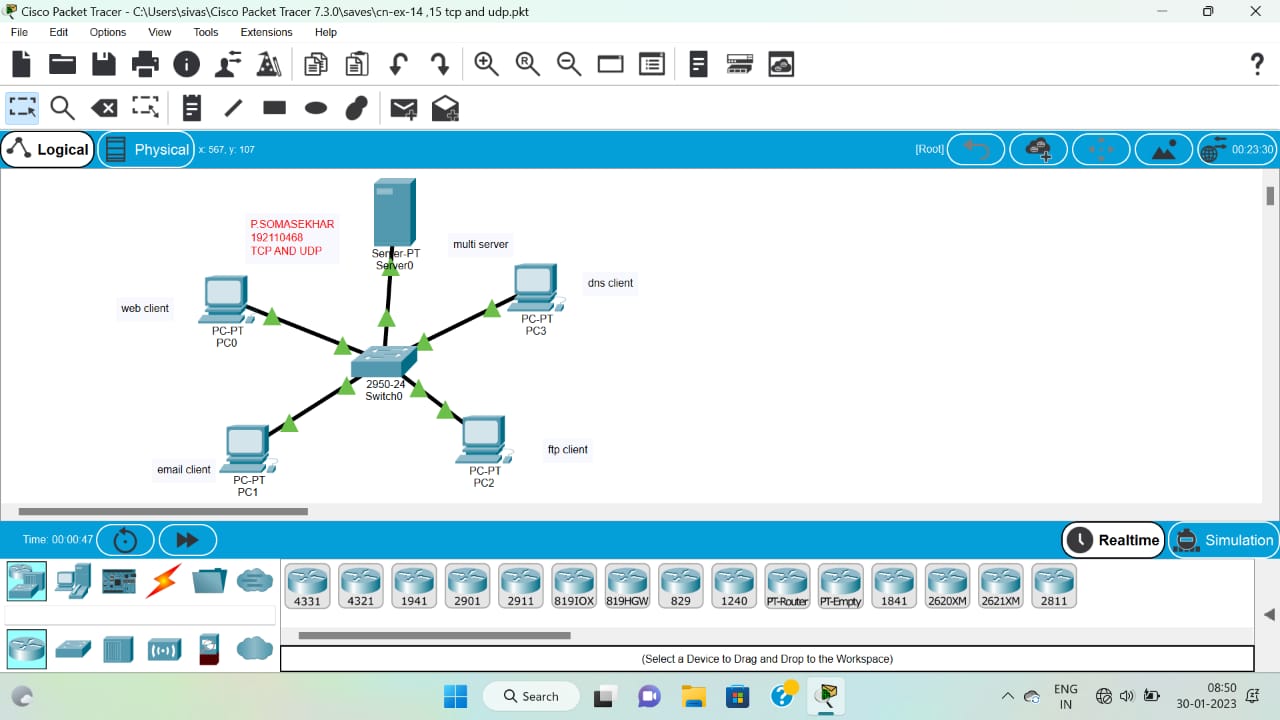 Cisco Packet Tracer - C:\Users\sivas\Cisco Packet Tracer 7.3.0\saves\cn-ex-14 ,15 tcp and udp.pkt
File Edit Options View Tools Extensions Help
Logical Physical x: 567, y: 107 [Root] 00:23:30
P.SOMASEKHAR
192110468
TCP AND UDP
Server-PT
Server0
multi server
web client
PC-PT
PC0
dns client
PC-PT
PC3
2950-24
Switch0
email client
PC-PT
PC1
ftp client
PC-PT
PC2
Time: 00:00:47 Realtime Simulation
4331 4321 1941 2901 2911 819IOX 819HGW 829 1240 PT-Router PT-Empty 1841 2620XM 2621XM 2811
(Select a Device to Drag and Drop to the Workspace)
Search
ENG
IN
08:50
30-01-2023